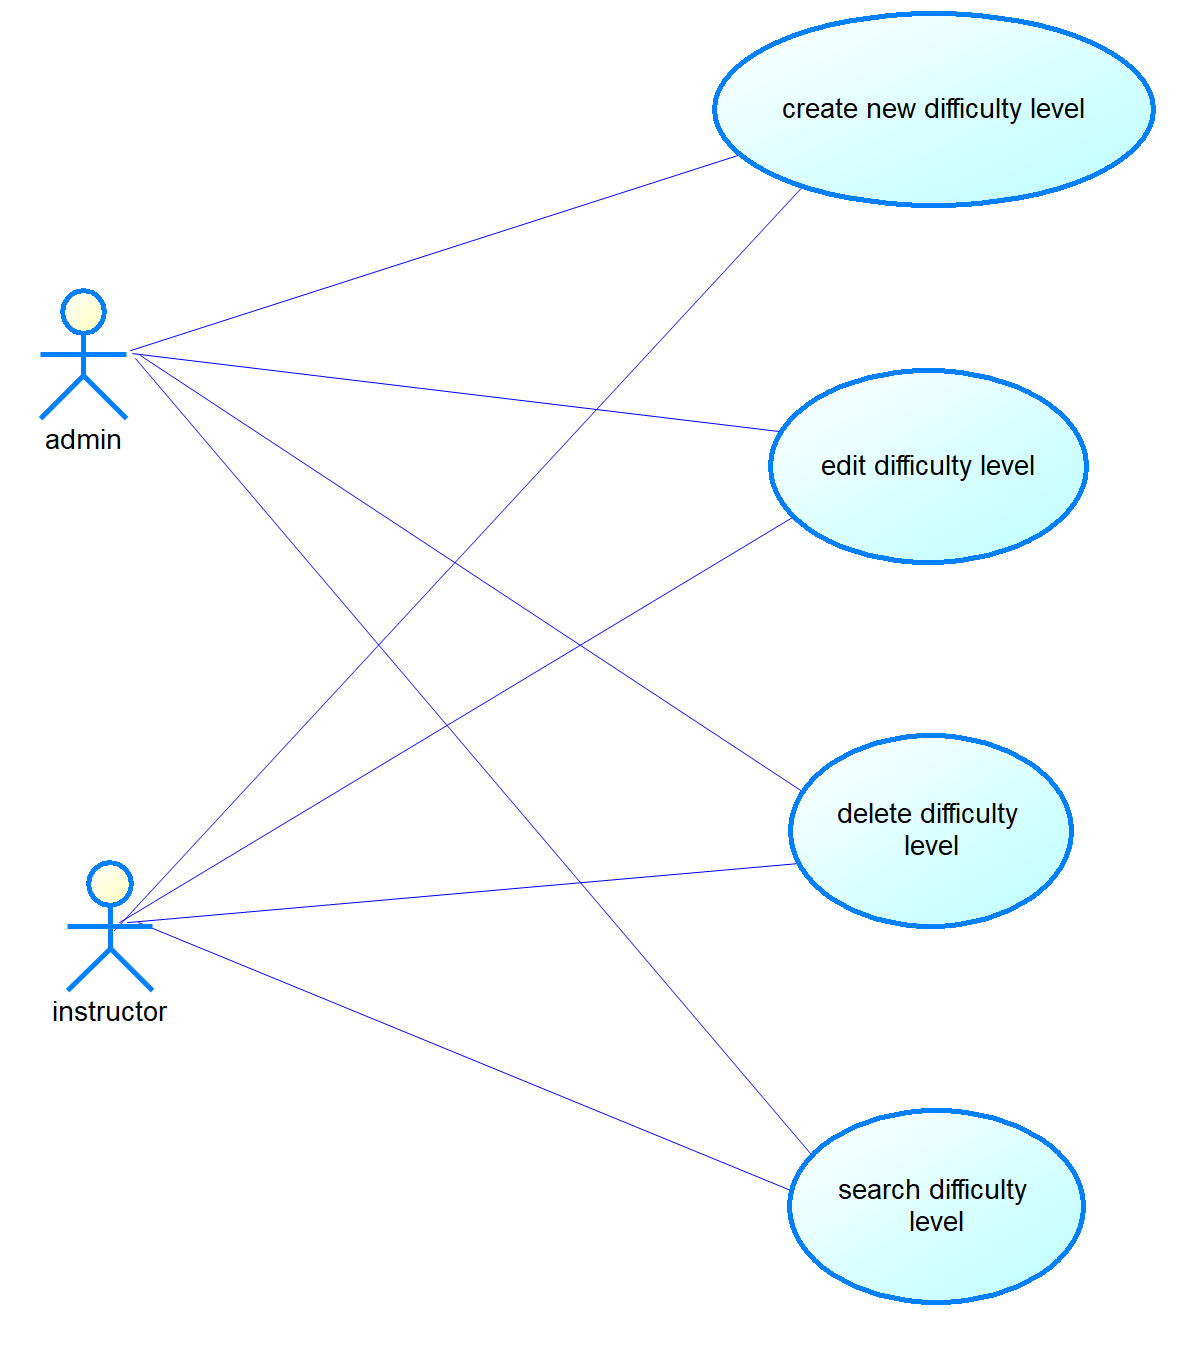 create new difficulty level
admin
edit difficulty level
delete difficulty
level
instructor
search difficulty
level